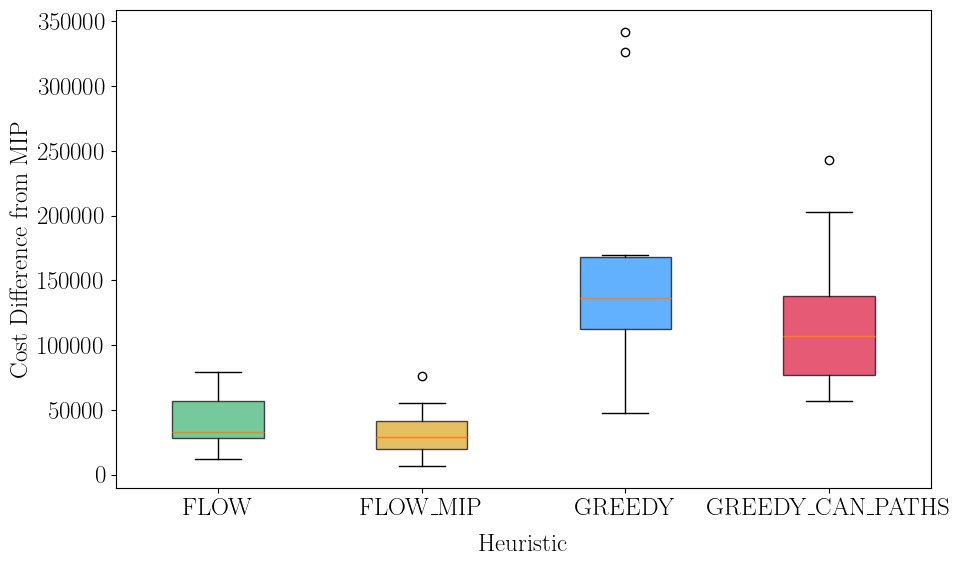 350000
300000
250000
200000
150000
100000
50000
0
Cost Difference from MIP
FLOW
FLOW_MIP
GREEDY
GREEDY_CAN_PATHS
Heuristic